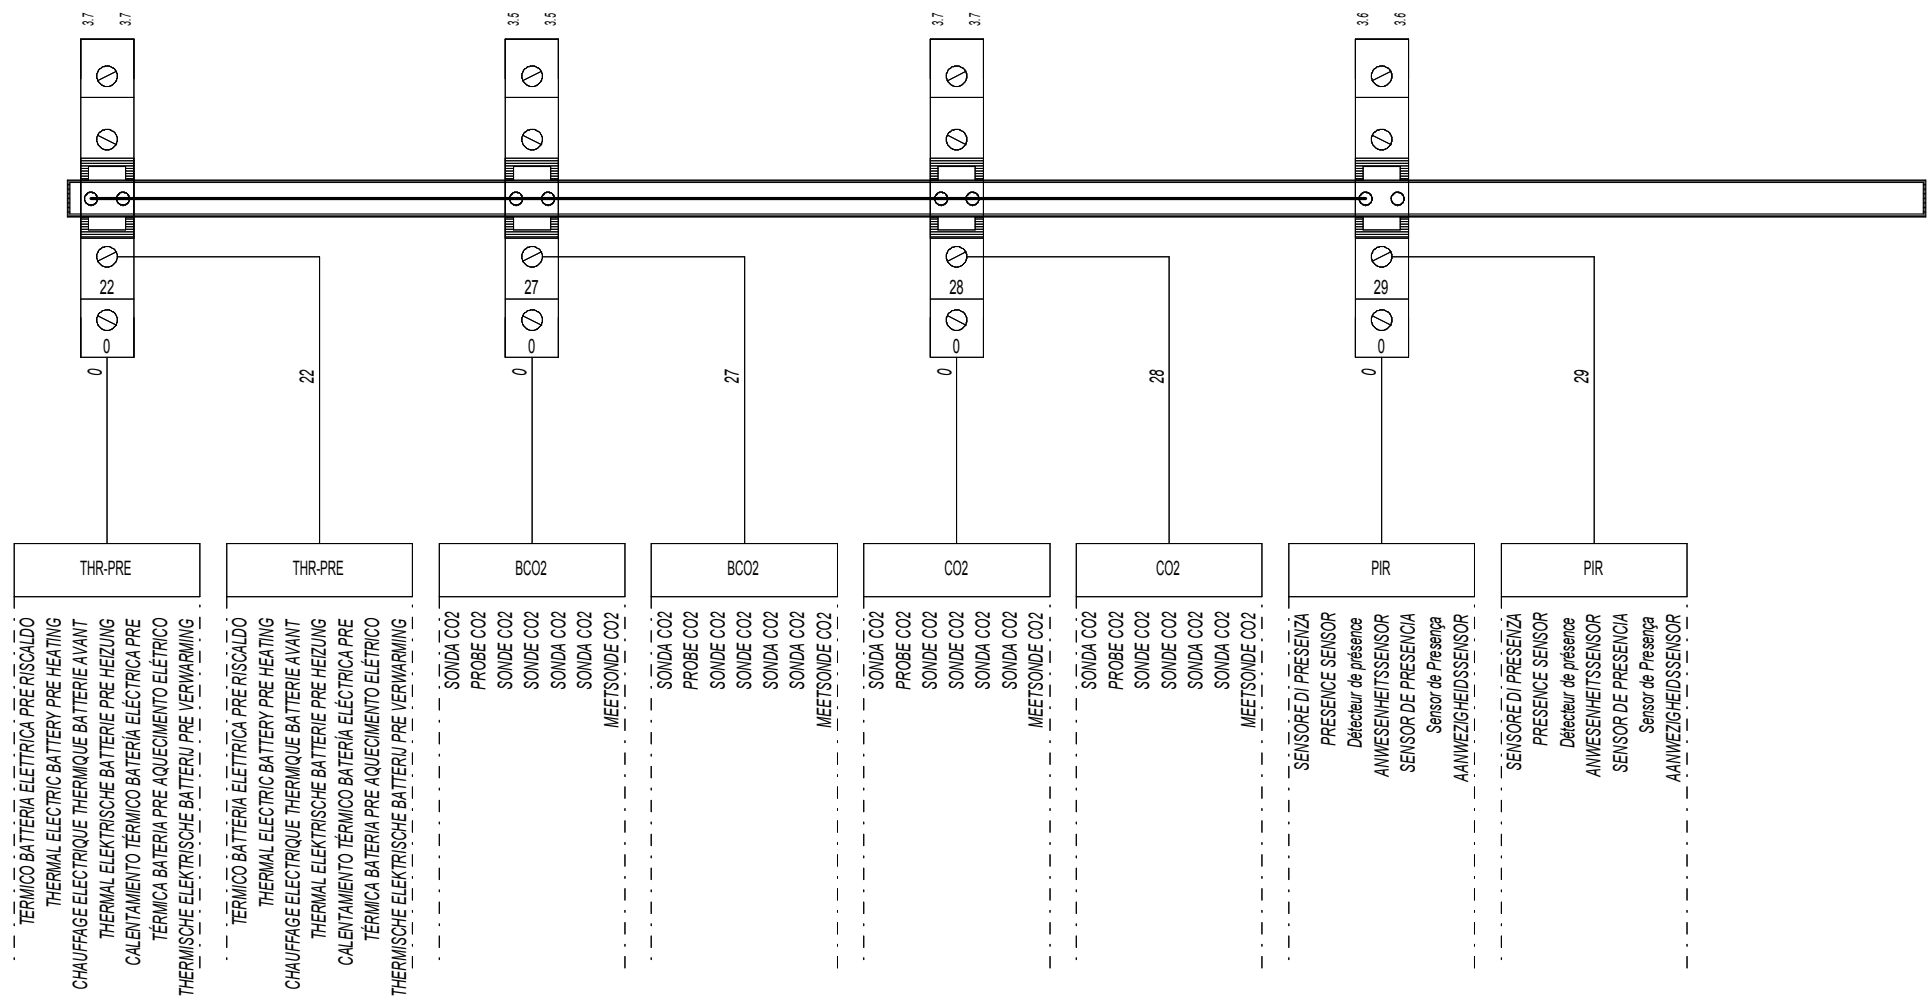 3.7 3.7 3.5 3.5 3.7 3.7 3.6 3.6
22 27 28 29
0 0 0 0
0 22 0 27 0 28 0 29
THR-PRE THR-PRE BCO2 BCO2 CO2 CO2 PIR PIR
TERMICO BATTERIA ELETTRICA PRE RISCALDO
THERMAL ELECTRIC BATTERY PRE HEATING
CHAUFFAGE ELECTRIQUE THERMIQUE BATTERIE AVANT
THERMAL ELEKTRISCHE BATTERIE PRE HEIZUNG
CALENTAMIENTO TÉRMICO BATERÍA ELÉCTRICA PRE
TÉRMICA BATERIA PRE AQUECIMENTO ELÉTRICO
THERMISCHE ELEKTRISCHE BATTERIJ PRE VERWARMING
TERMICO BATTERIA ELETTRICA PRE RISCALDO
THERMAL ELECTRIC BATTERY PRE HEATING
CHAUFFAGE ELECTRIQUE THERMIQUE BATTERIE AVANT
THERMAL ELEKTRISCHE BATTERIE PRE HEIZUNG
CALENTAMIENTO TÉRMICO BATERÍA ELÉCTRICA PRE
TÉRMICA BATERIA PRE AQUECIMENTO ELÉTRICO
THERMISCHE ELEKTRISCHE BATTERIJ PRE VERWARMING
SONDA CO2
PROBE CO2
SONDE CO2
SONDE CO2
SONDA CO2
SONDA CO2
MEETSONDE CO2
SONDA CO2
PROBE CO2
SONDE CO2
SONDE CO2
SONDA CO2
SONDA CO2
MEETSONDE CO2
SONDA CO2
PROBE CO2
SONDE CO2
SONDE CO2
SONDA CO2
SONDA CO2
MEETSONDE CO2
SONDA CO2
PROBE CO2
SONDE CO2
SONDE CO2
SONDA CO2
SONDA CO2
MEETSONDE CO2
SENSORE DI PRESENZA
PRESENCE SENSOR
Détecteur de présence
ANWESENHEITSSENSOR
SENSOR DE PRESENCIA
Sensor de Presença
AANWEZIGHEIDSSENSOR
SENSORE DI PRESENZA
PRESENCE SENSOR
Détecteur de présence
ANWESENHEITSSENSOR
SENSOR DE PRESENCIA
Sensor de Presença
AANWEZIGHEIDSSENSOR